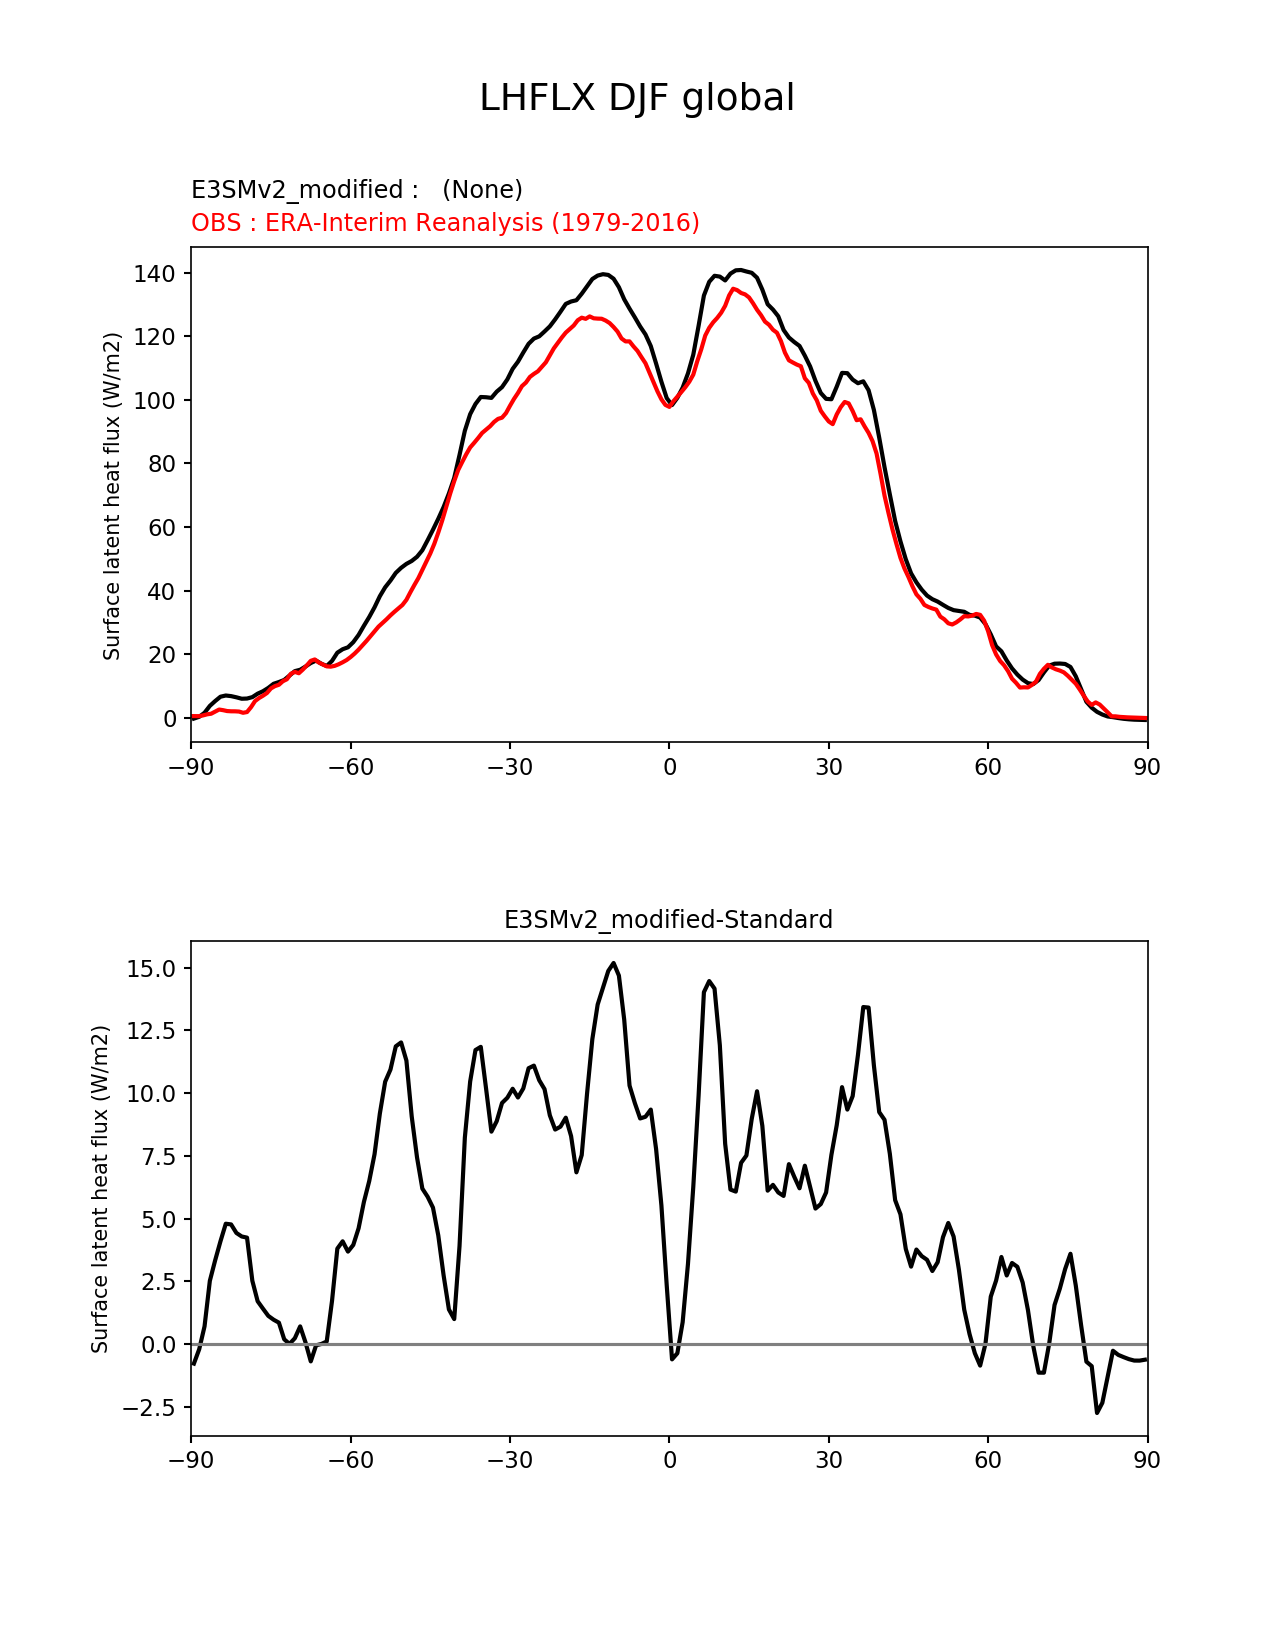 LHFLX DJF global
E3SMv2_modified :   (None)
OBS : ERA-Interim Reanalysis (1979-2016)
Surface latent heat flux (W/m2)
140
120
100
80
60
40
20
0
−90 −60 −30 0 30 60 90
E3SMv2_modified-Standard
Surface latent heat flux (W/m2)
15.0
12.5
10.0
7.5
5.0
2.5
0.0
−2.5
−90 −60 −30 0 30 60 90